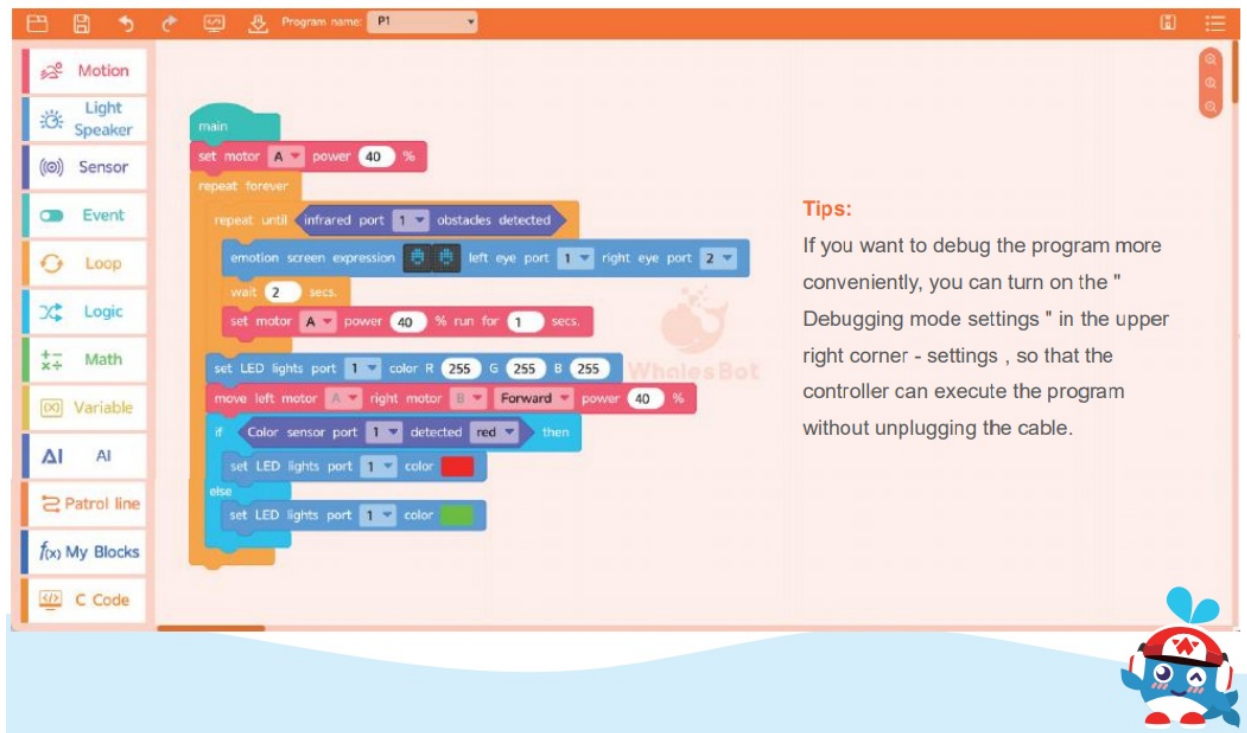 Program name: P1
Motion
Light
Speaker
((◎)) Sensor
Event
Loop
Logic
Math
(x) Variable
AI AI
Patrol line
f(x) My Blocks
</> C Code
main
set motor A power 40 %
repeat forever
repeat until infrared port 1 obstacles detected
emotion screen expression left eye port 1 right eye port 2
wait 2 secs.
set motor A power 40 % run for 1 secs.
set LED lights port 1 color R 255 G 255 B 255
move left motor A right motor B Forward power 40 %
if Color sensor port 1 detected red then
set LED lights port 1 color
else
set LED lights port 1 color
WhalesBot
Tips:
If you want to debug the program more
conveniently, you can turn on the "
Debugging mode settings " in the upper
right corner - settings , so that the
controller can execute the program
without unplugging the cable.